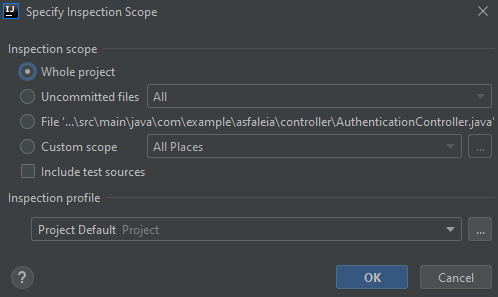 IJ
Specify Inspection Scope
Inspection scope
Whole project
Uncommitted files All
File '...\src\main\java\com\example\asfaleia\controller\AuthenticationController.java'
Custom scope All Places ...
Include test sources
Inspection profile
Project Default Project ...
? OK Cancel